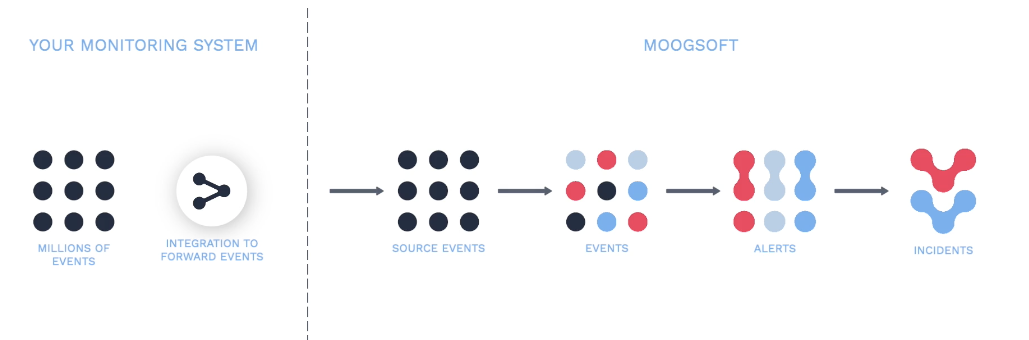 YOUR MONITORING SYSTEM
MOOGSOFT
MILLIONS OF
EVENTS
INTEGRATION TO
FORWARD EVENTS
SOURCE EVENTS
EVENTS
ALERTS
INCIDENTS